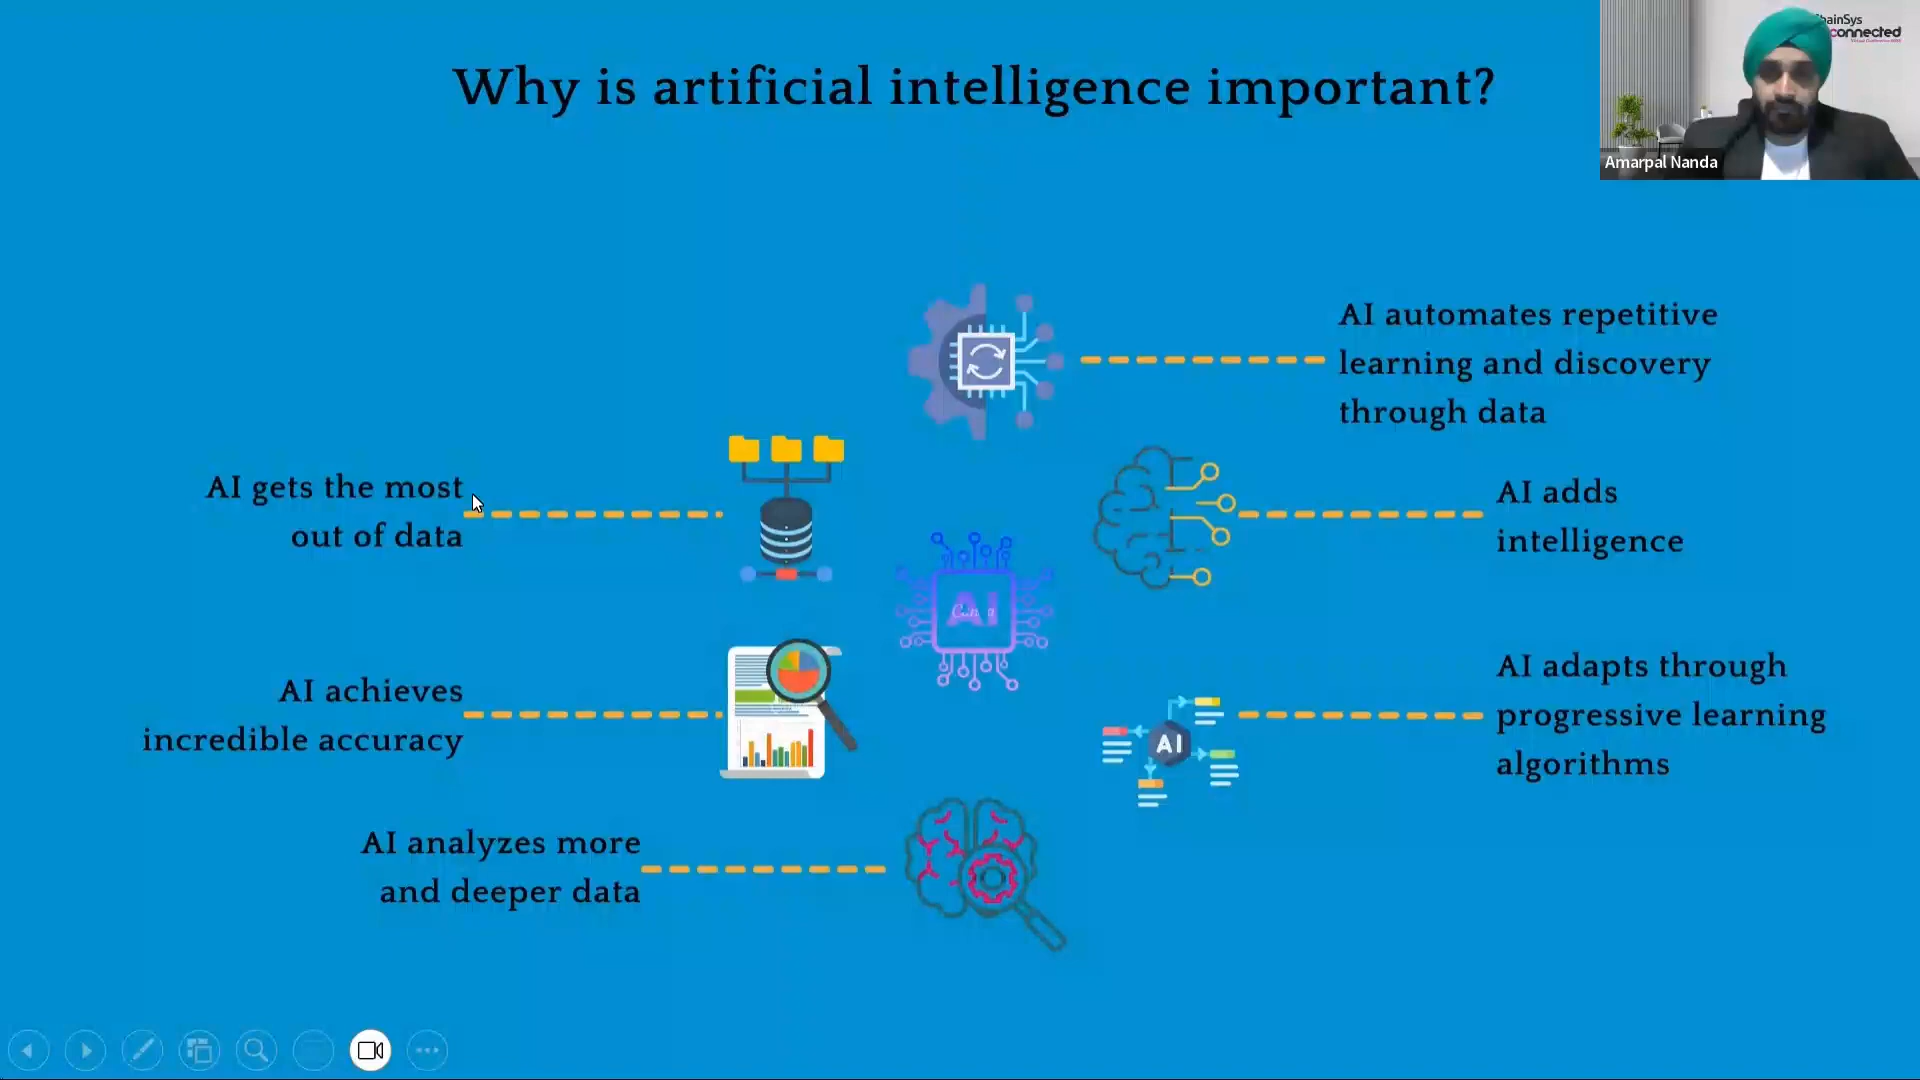 Why is artificial intelligence important?
onnected
Amarpal Nanda
AI automates repetitive
learning and discovery
through data
AI gets the most
out of data
AI adds
intelligence
AI
AI achieves
incredible accuracy
AI adapts through
progressive learning
algorithms
AI
AI analyzes more
and deeper data